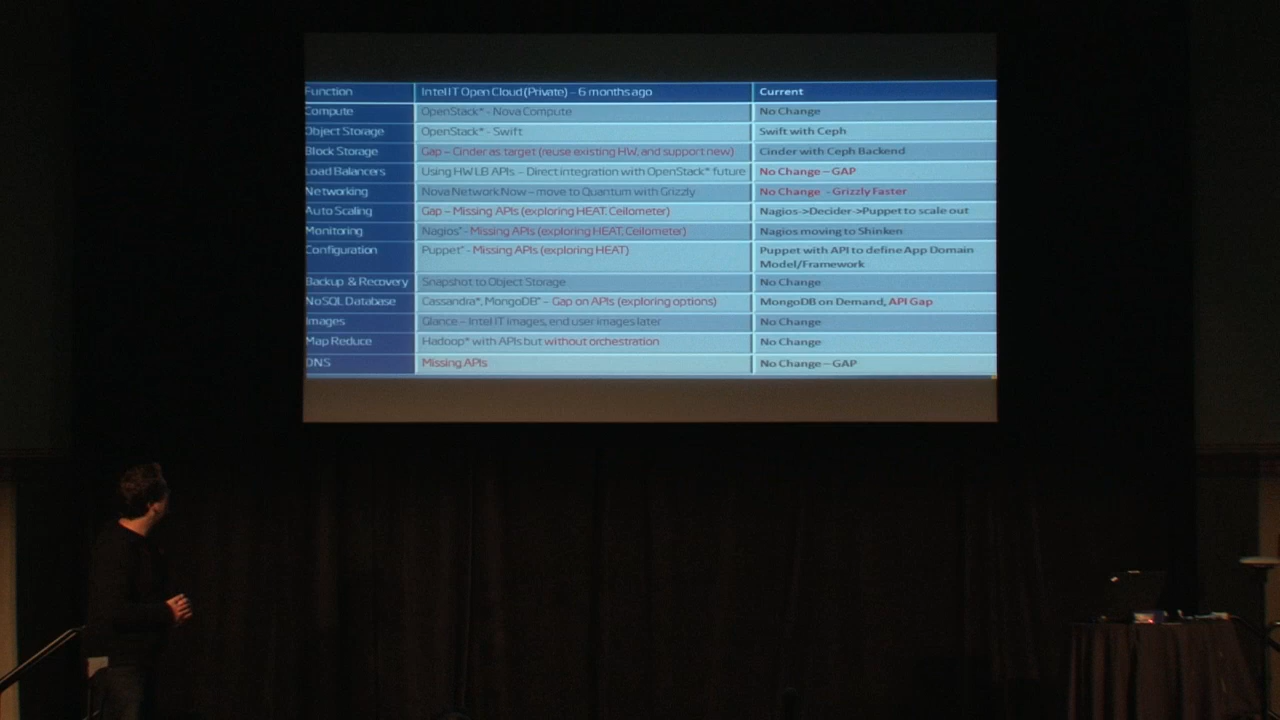 Function Intel IT Open Cloud (Private) – 6 months ago Current
Compute OpenStack* - Nova Compute No Change
Object Storage OpenStack* - Swift Swift with Ceph
Block Storage Gap – Cinder as target (reuse existing HW, and support new) Cinder with Ceph Backend
Load Balancers Using HW LB APIs – Direct integration with OpenStack* future No Change – GAP
Networking Nova Network Now – move to Quantum with Grizzly No Change - Grizzly Faster
Auto Scaling Gap – Missing APIs (exploring HEAT, Ceilometer) Nagios->Decider->Puppet to scale out
Monitoring Nagios* - Missing APIs (exploring HEAT, Ceilometer) Nagios moving to Shinken
Configuration Puppet* - Missing APIs (exploring HEAT) Puppet with API to define App Domain
Model/Framework
Backup & Recovery Snapshot to Object Storage No Change
NoSQL Database Cassandra*, MongoDB* – Gap on APIs (exploring options) MongoDB on Demand, API Gap
Images Glance – Intel IT images, end user images later No Change
Map Reduce Hadoop* with APIs but without orchestration No Change
DNS Missing APIs No Change – GAP